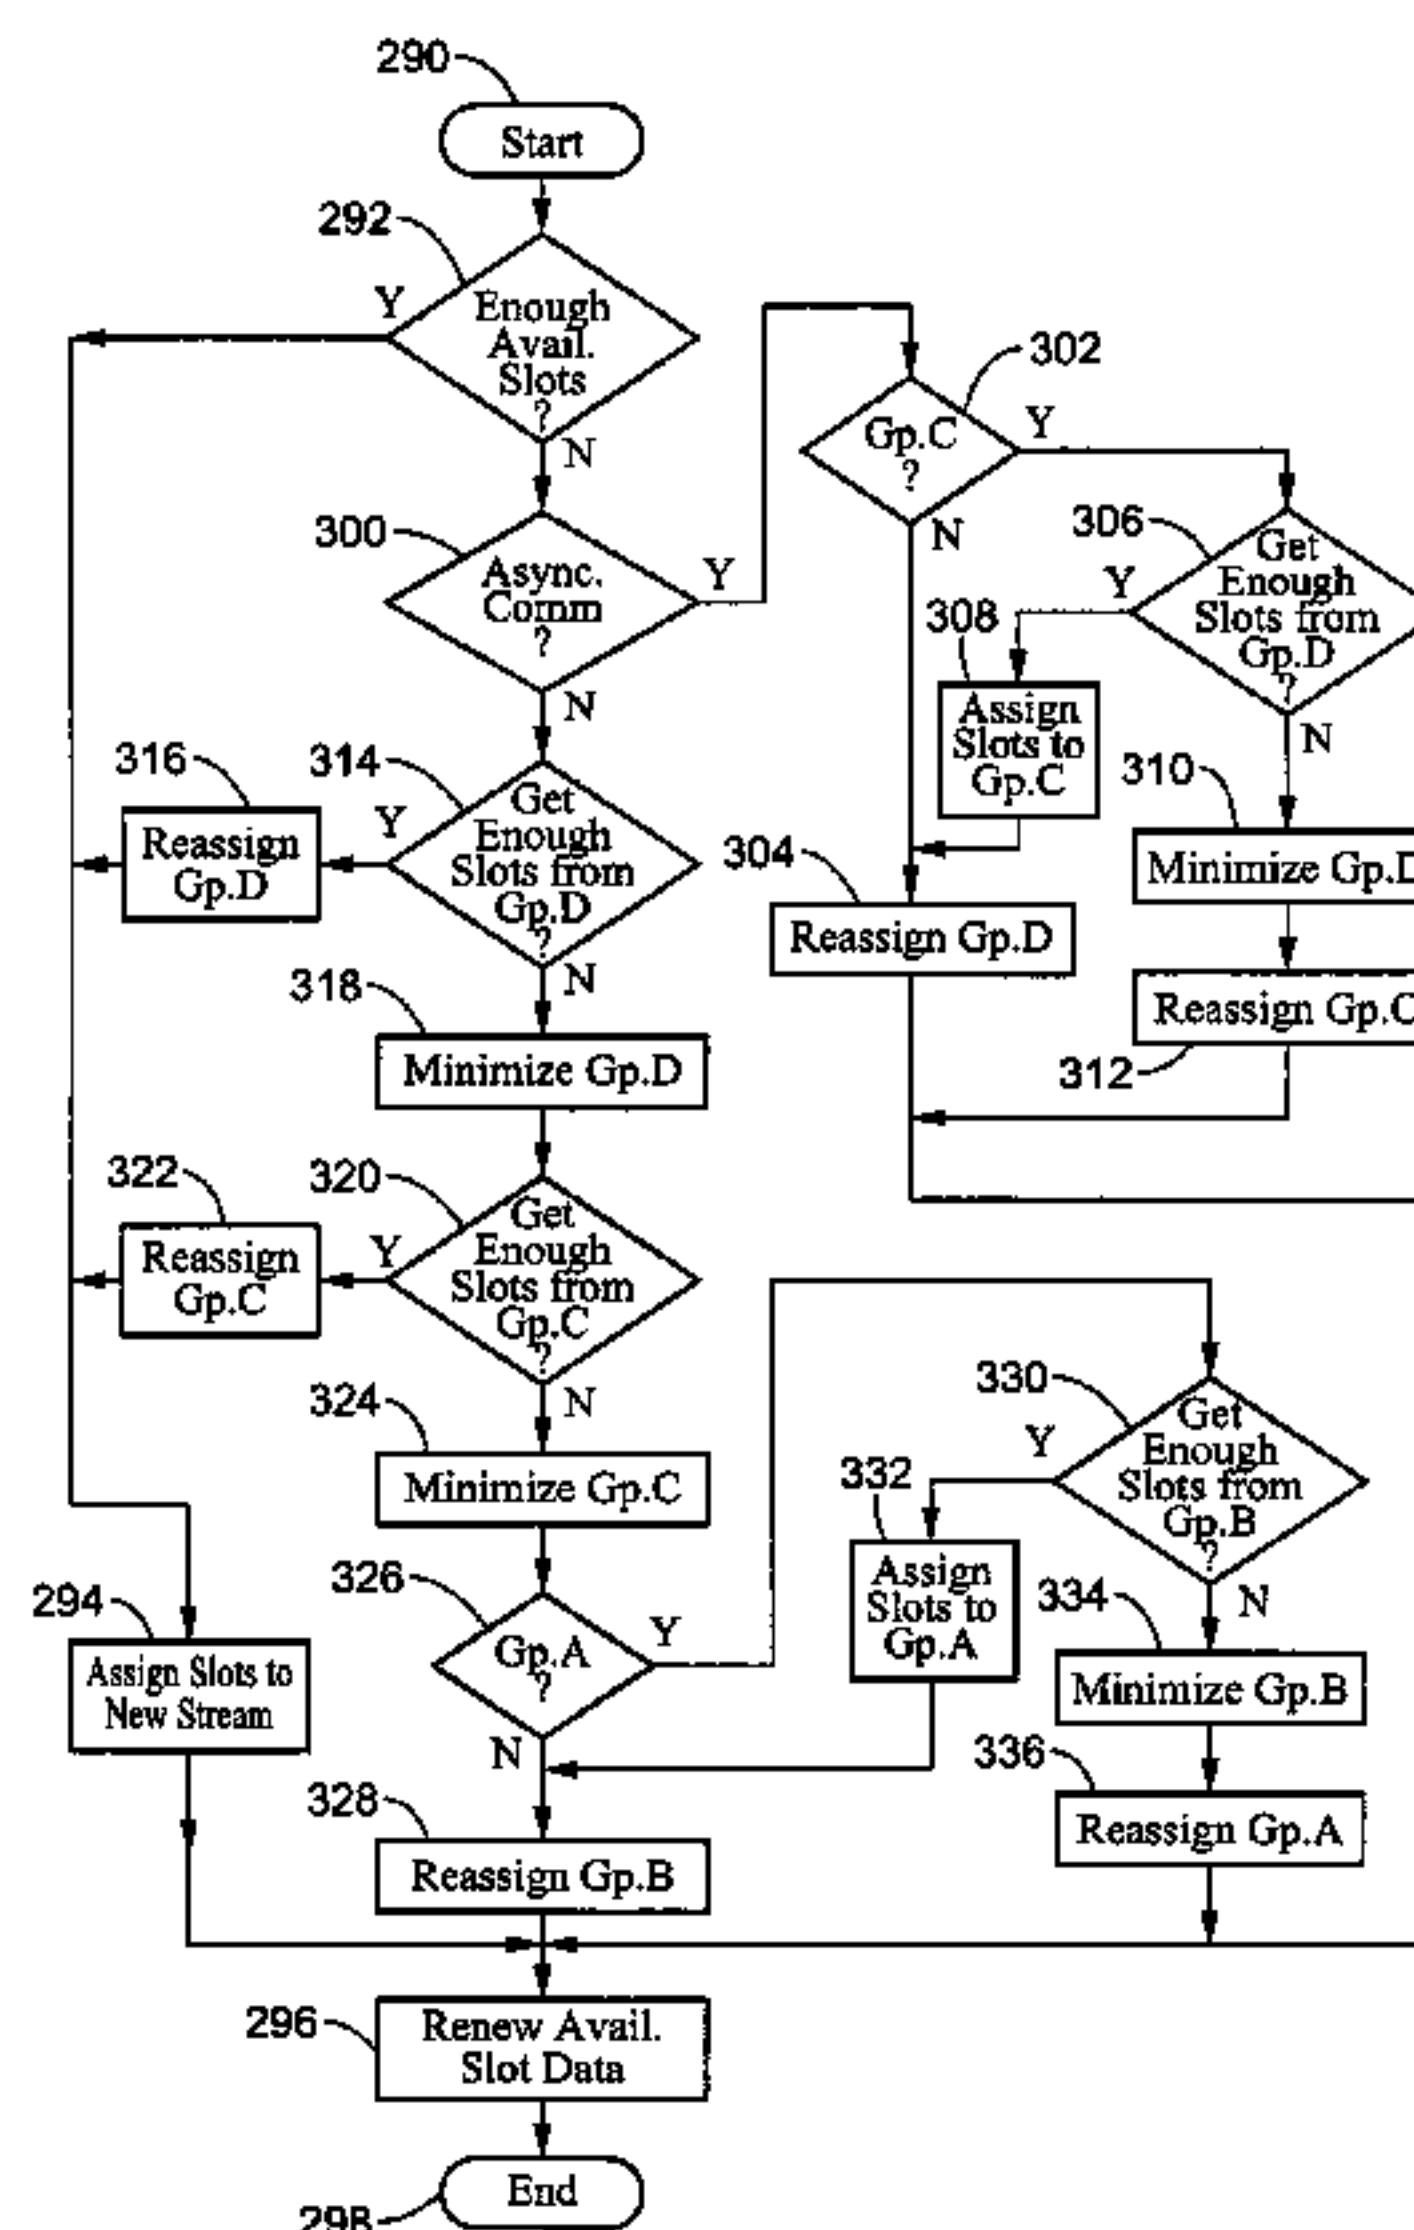 290
Start
292
Y
Enough
Avail.
Slots
?
N
300
Async.
Comm
?
Y
N
302
Gp.C
?
Y
N
306
Get
Enough
Slots from
Gp.D
?
Y
N
308
Assign
Slots to
Gp.C
304
Reassign Gp.D
310
Minimize Gp.D
Reassign Gp.C
312
314
Get
Enough
Slots from
Gp.D
?
Y
N
316
Reassign
Gp.D
318
Minimize Gp.D
320
Get
Enough
Slots from
Gp.C
?
Y
N
322
Reassign
Gp.C
324
Minimize Gp.C
326
Gp.A
?
Y
N
330
Get
Enough
Slots from
Gp.B
?
Y
N
332
Assign
Slots to
Gp.A
334
Minimize Gp.B
336
Reassign Gp.A
294
Assign Slots to
New Stream
328
Reassign Gp.B
296
Renew Avail.
Slot Data
End
298